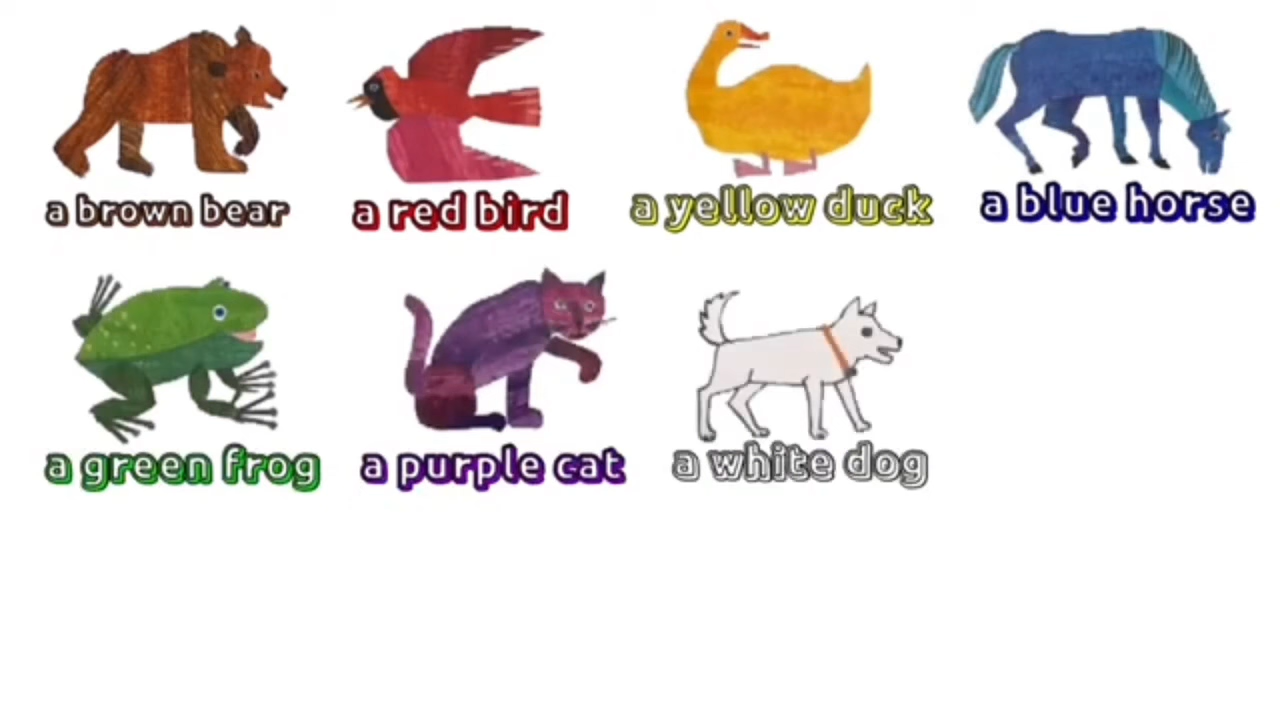 a brown bear
a red bird
a yellow duck
a blue horse
a green frog
a purple cat
a white dog